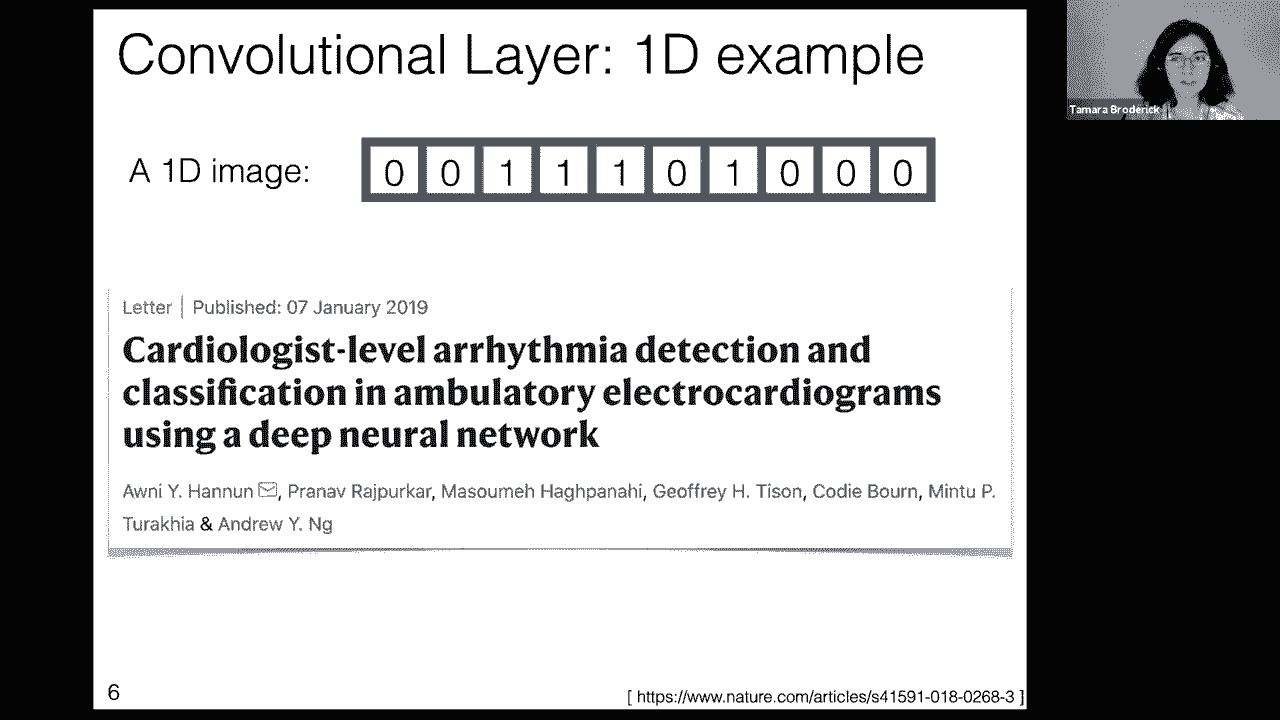 Convolutional Layer: 1D example
Tamara Broderick
A 1D image: 0 0 1 1 1 0 1 0 0 0
Letter | Published: 07 January 2019
Cardiologist-level arrhythmia detection and
classification in ambulatory electrocardiograms
using a deep neural network
Awni Y. Hannun, Pranav Rajpurkar, Masoumeh Haghpanahi, Geoffrey H. Tison, Codie Bourn, Mintu P.
Turakhia & Andrew Y. Ng
6
[ https://www.nature.com/articles/s41591-018-0268-3 ]